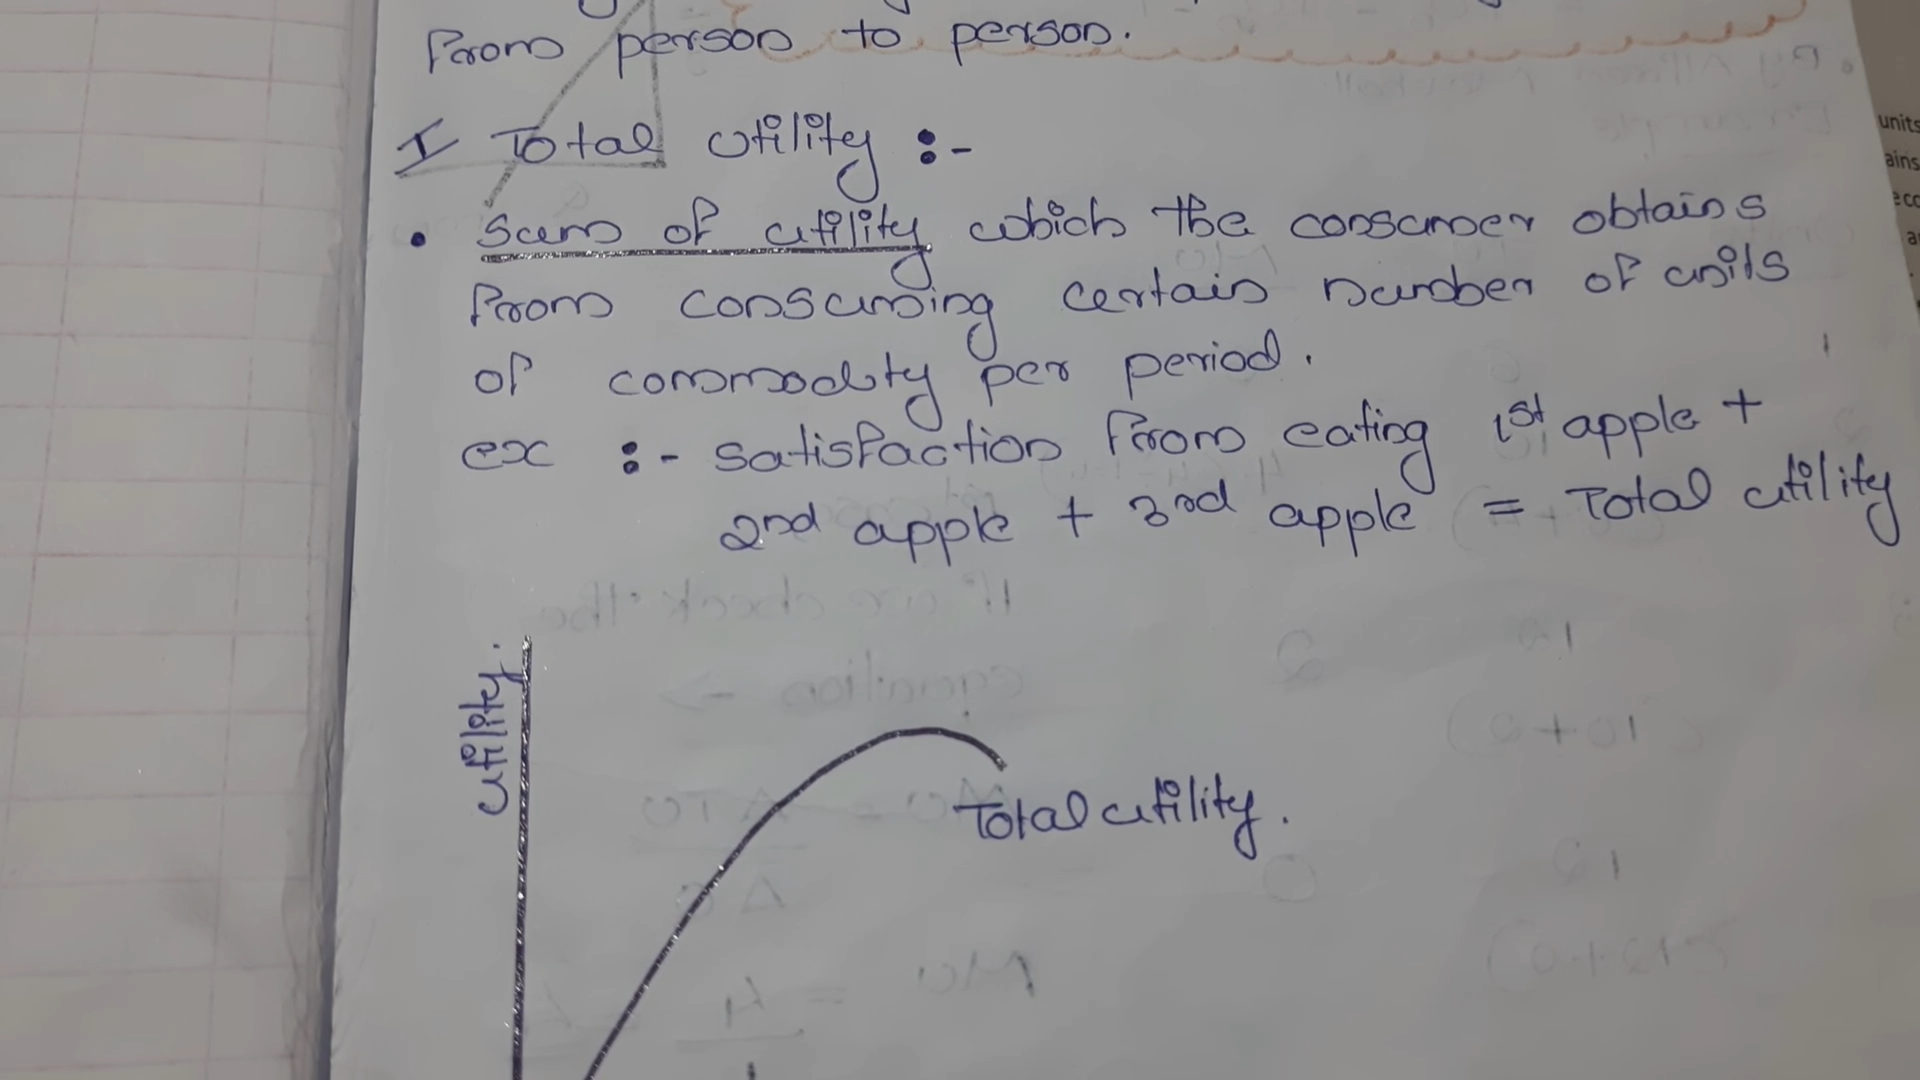 From person to person.
I Total utility :-
• Sum of utility which the consumer obtains
from consuming certain number of units
of commodity per period.
ex :- satisfaction from eating 1st apple +
2nd apple + 3rd apple = Total utility
utility.
Total utility.
units
ains